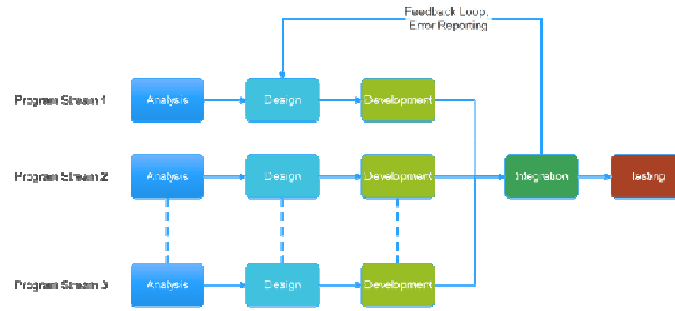 Feedback Loop,
Error Reporting
Program Stream 1
Analysis
Design
Development
Program Stream 2
Analysis
Design
Development
Integration
Testing
Program Stream 3
Analysis
Design
Development